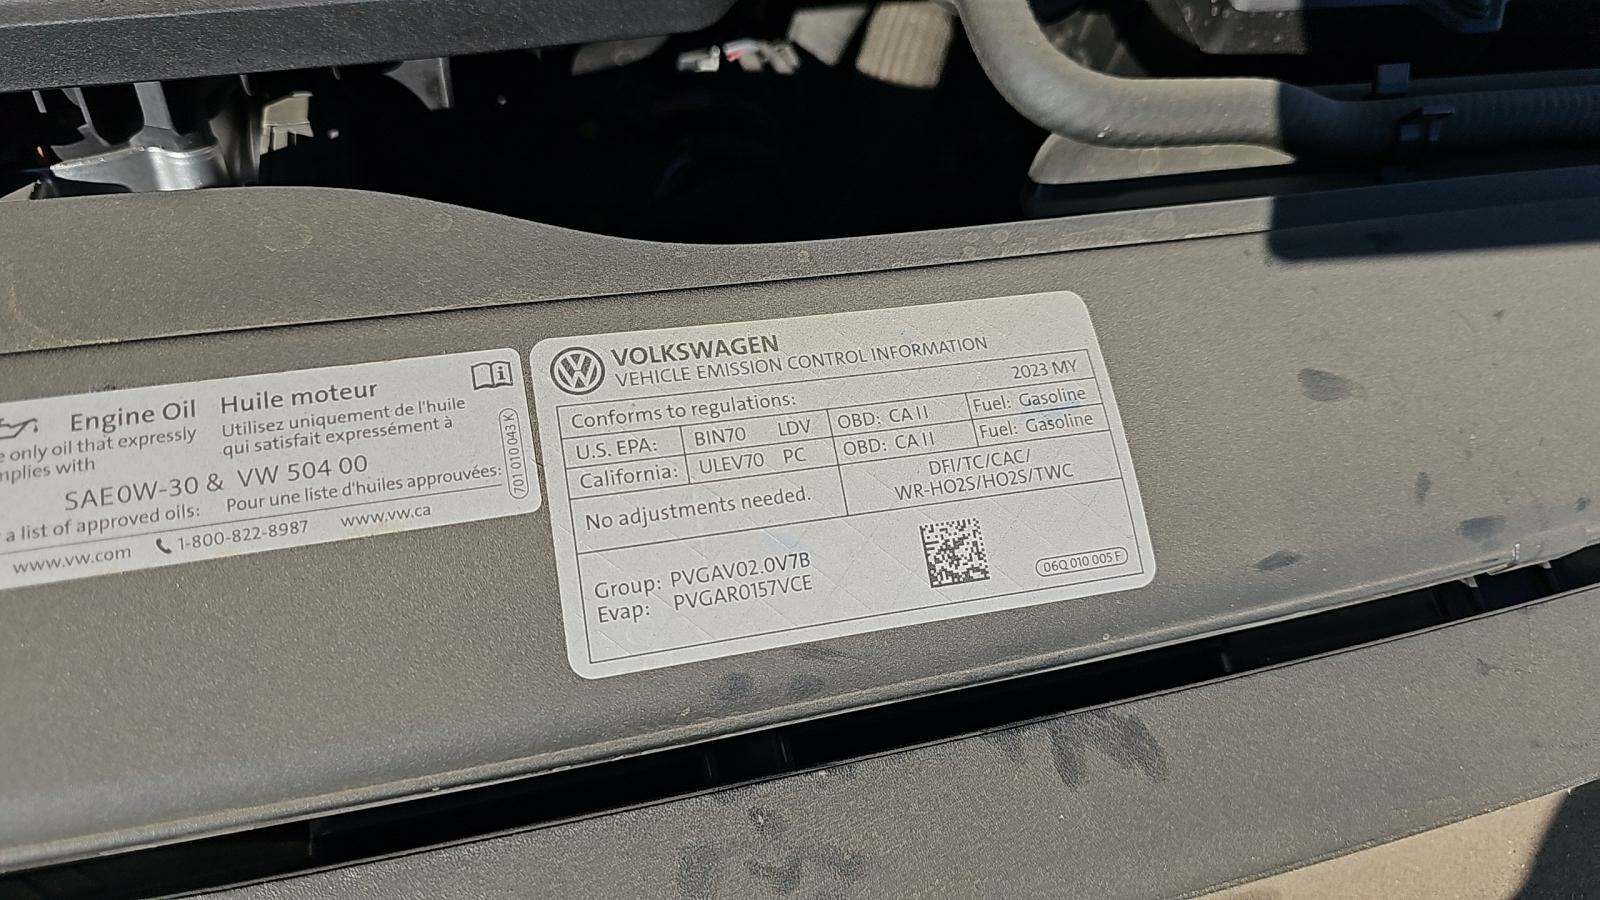 Engine Oil Huile moteur
only oil that expressly Utilisez uniquement de l'huile
with qui satisfait expressément à
SAE0W-30 & VW 504 00
a list of approved oils: Pour une liste d'huiles approuvées:
www.vw.com 1-800-822-8987 www.vw.ca
701 010 043 K
VOLKSWAGEN
VEHICLE EMISSION CONTROL INFORMATION
Conforms to regulations: 2023 MY
U.S. EPA: BIN70 LDV OBD: CA II Fuel: Gasoline
California: ULEV70 PC OBD: CA II Fuel: Gasoline
No adjustments needed. DFI/TC/CAC/
WR-HO2S/HO2S/TWC
Group: PVGAV02.0V7B
Evap: PVGAR0157VCE
06Q 010 005 F